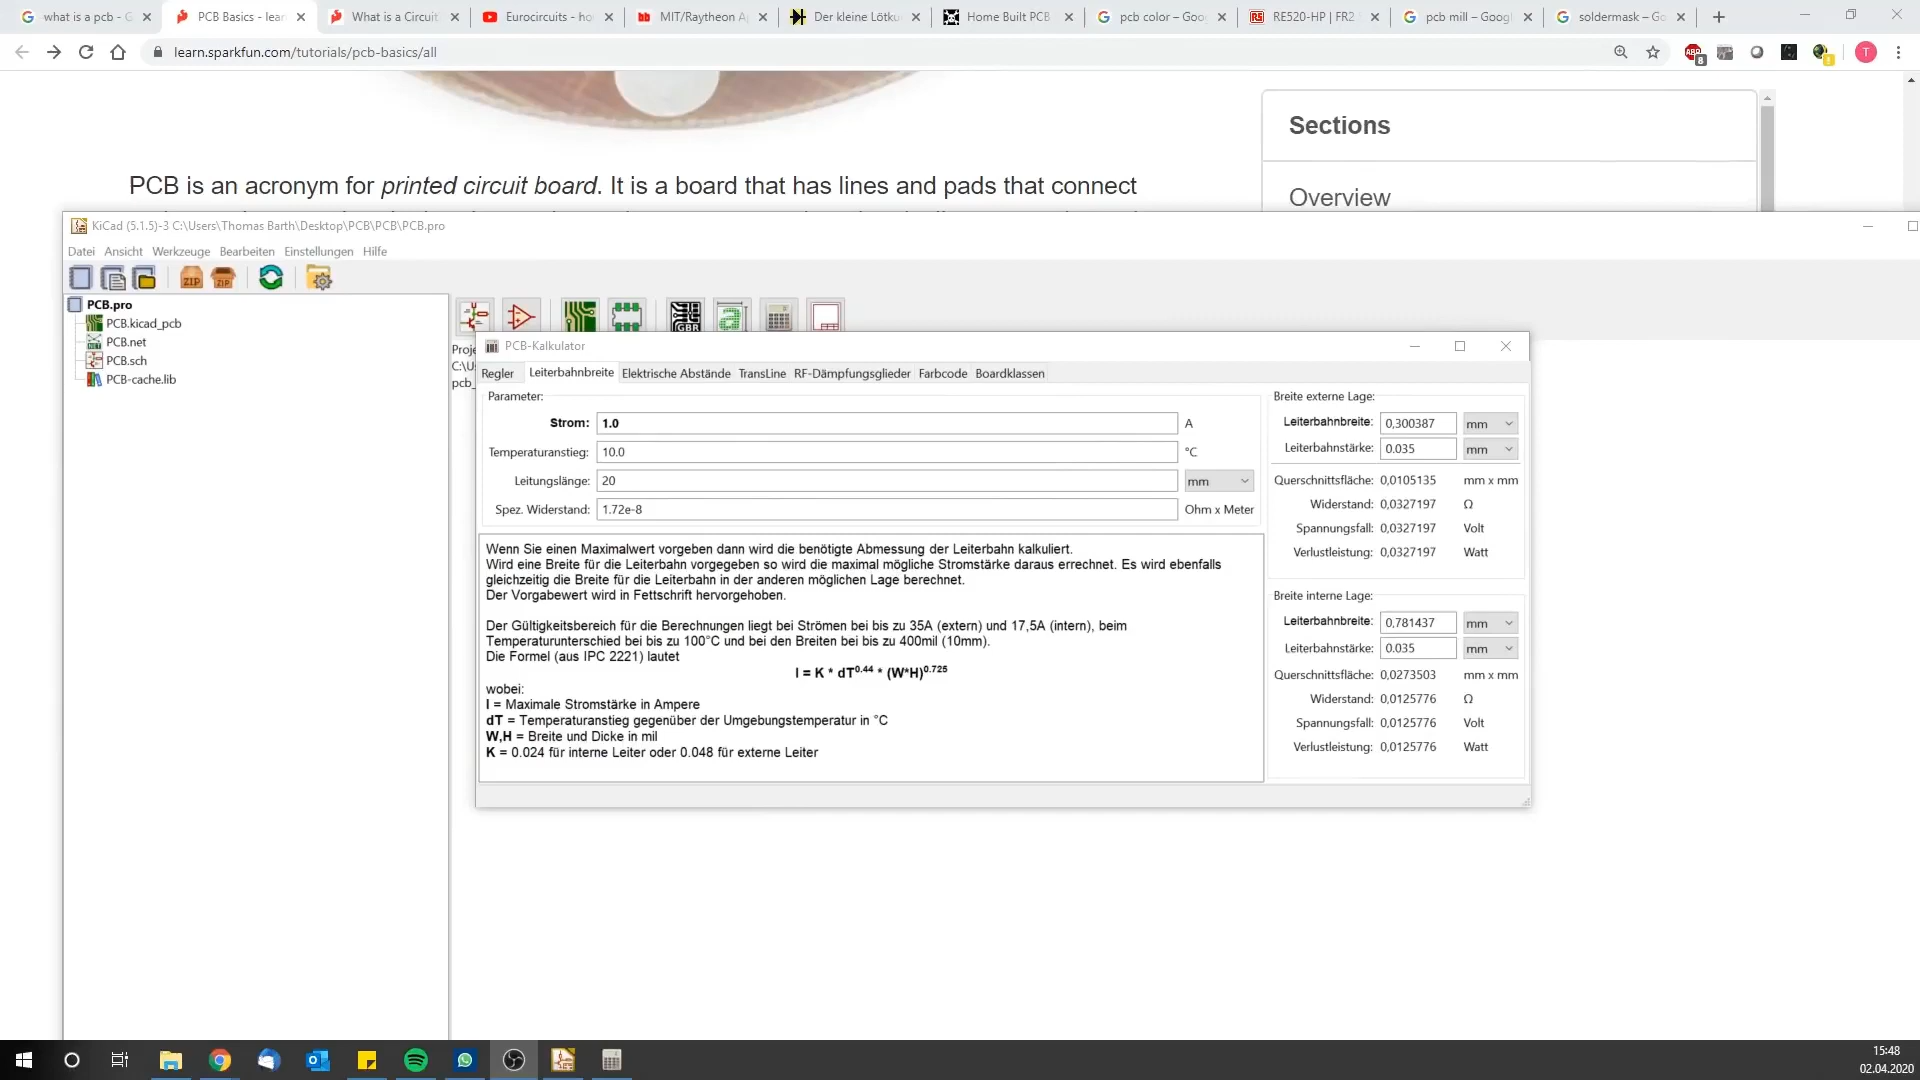 what is a pcb - G
PCB Basics - lear
What is a Circuit
Eurocircuits - ho
MIT/Raytheon A
Der kleine Lötku
Home Built PCB
pcb color – Goo
RE520-HP | FR2
pcb mill – Googl
soldermask – Go
learn.sparkfun.com/tutorials/pcb-basics/all
ABP
8
T
Sections
Overview
PCB is an acronym for printed circuit board. It is a board that has lines and pads that connect
KiCad (5.1.5)-3 C:\Users\Thomas Barth\Desktop\PCB\PCB\PCB.pro
Datei Ansicht Werkzeuge Bearbeiten Einstellungen Hilfe
ZIP ZIP
PCB.pro
PCB.kicad_pcb
PCB.net
PCB.sch
PCB-cache.lib
GBR a
Proje
C:\U
pcb_
PCB-Kalkulator
Regler Leiterbahnbreite Elektrische Abstände TransLine RF-Dämpfungsglieder Farbcode Boardklassen
Parameter:
Strom: 1.0 A
Temperaturanstieg: 10.0 °C
Leitungslänge: 20 mm
Spez. Widerstand: 1.72e-8 Ohm x Meter
Wenn Sie einen Maximalwert vorgeben dann wird die benötigte Abmessung der Leiterbahn kalkuliert.
Wird eine Breite für die Leiterbahn vorgegeben so wird die maximal mögliche Stromstärke daraus errechnet. Es wird ebenfalls
gleichzeitig die Breite für die Leiterbahn in der anderen möglichen Lage berechnet.
Der Vorgabewert wird in Fettschrift hervorgehoben.
Der Gültigkeitsbereich für die Berechnungen liegt bei Strömen bei bis zu 35A (extern) und 17,5A (intern), beim
Temperaturunterschied bei bis zu 100°C und bei den Breiten bei bis zu 400mil (10mm).
Die Formel (aus IPC 2221) lautet
I = K * dT0.44 * (W*H)0.725
wobei:
I = Maximale Stromstärke in Ampere
dT = Temperaturanstieg gegenüber der Umgebungstemperatur in °C
W,H = Breite und Dicke in mil
K = 0.024 für interne Leiter oder 0.048 für externe Leiter
Breite externe Lage:
Leiterbahnbreite: 0,300387 mm
Leiterbahnstärke: 0.035 mm
Querschnittsfläche: 0,0105135 mm x mm
Widerstand: 0,0327197 Ω
Spannungsfall: 0,0327197 Volt
Verlustleistung: 0,0327197 Watt
Breite interne Lage:
Leiterbahnbreite: 0,781437 mm
Leiterbahnstärke: 0.035 mm
Querschnittsfläche: 0,0273503 mm x mm
Widerstand: 0,0125776 Ω
Spannungsfall: 0,0125776 Volt
Verlustleistung: 0,0125776 Watt
15:48
02.04.2020